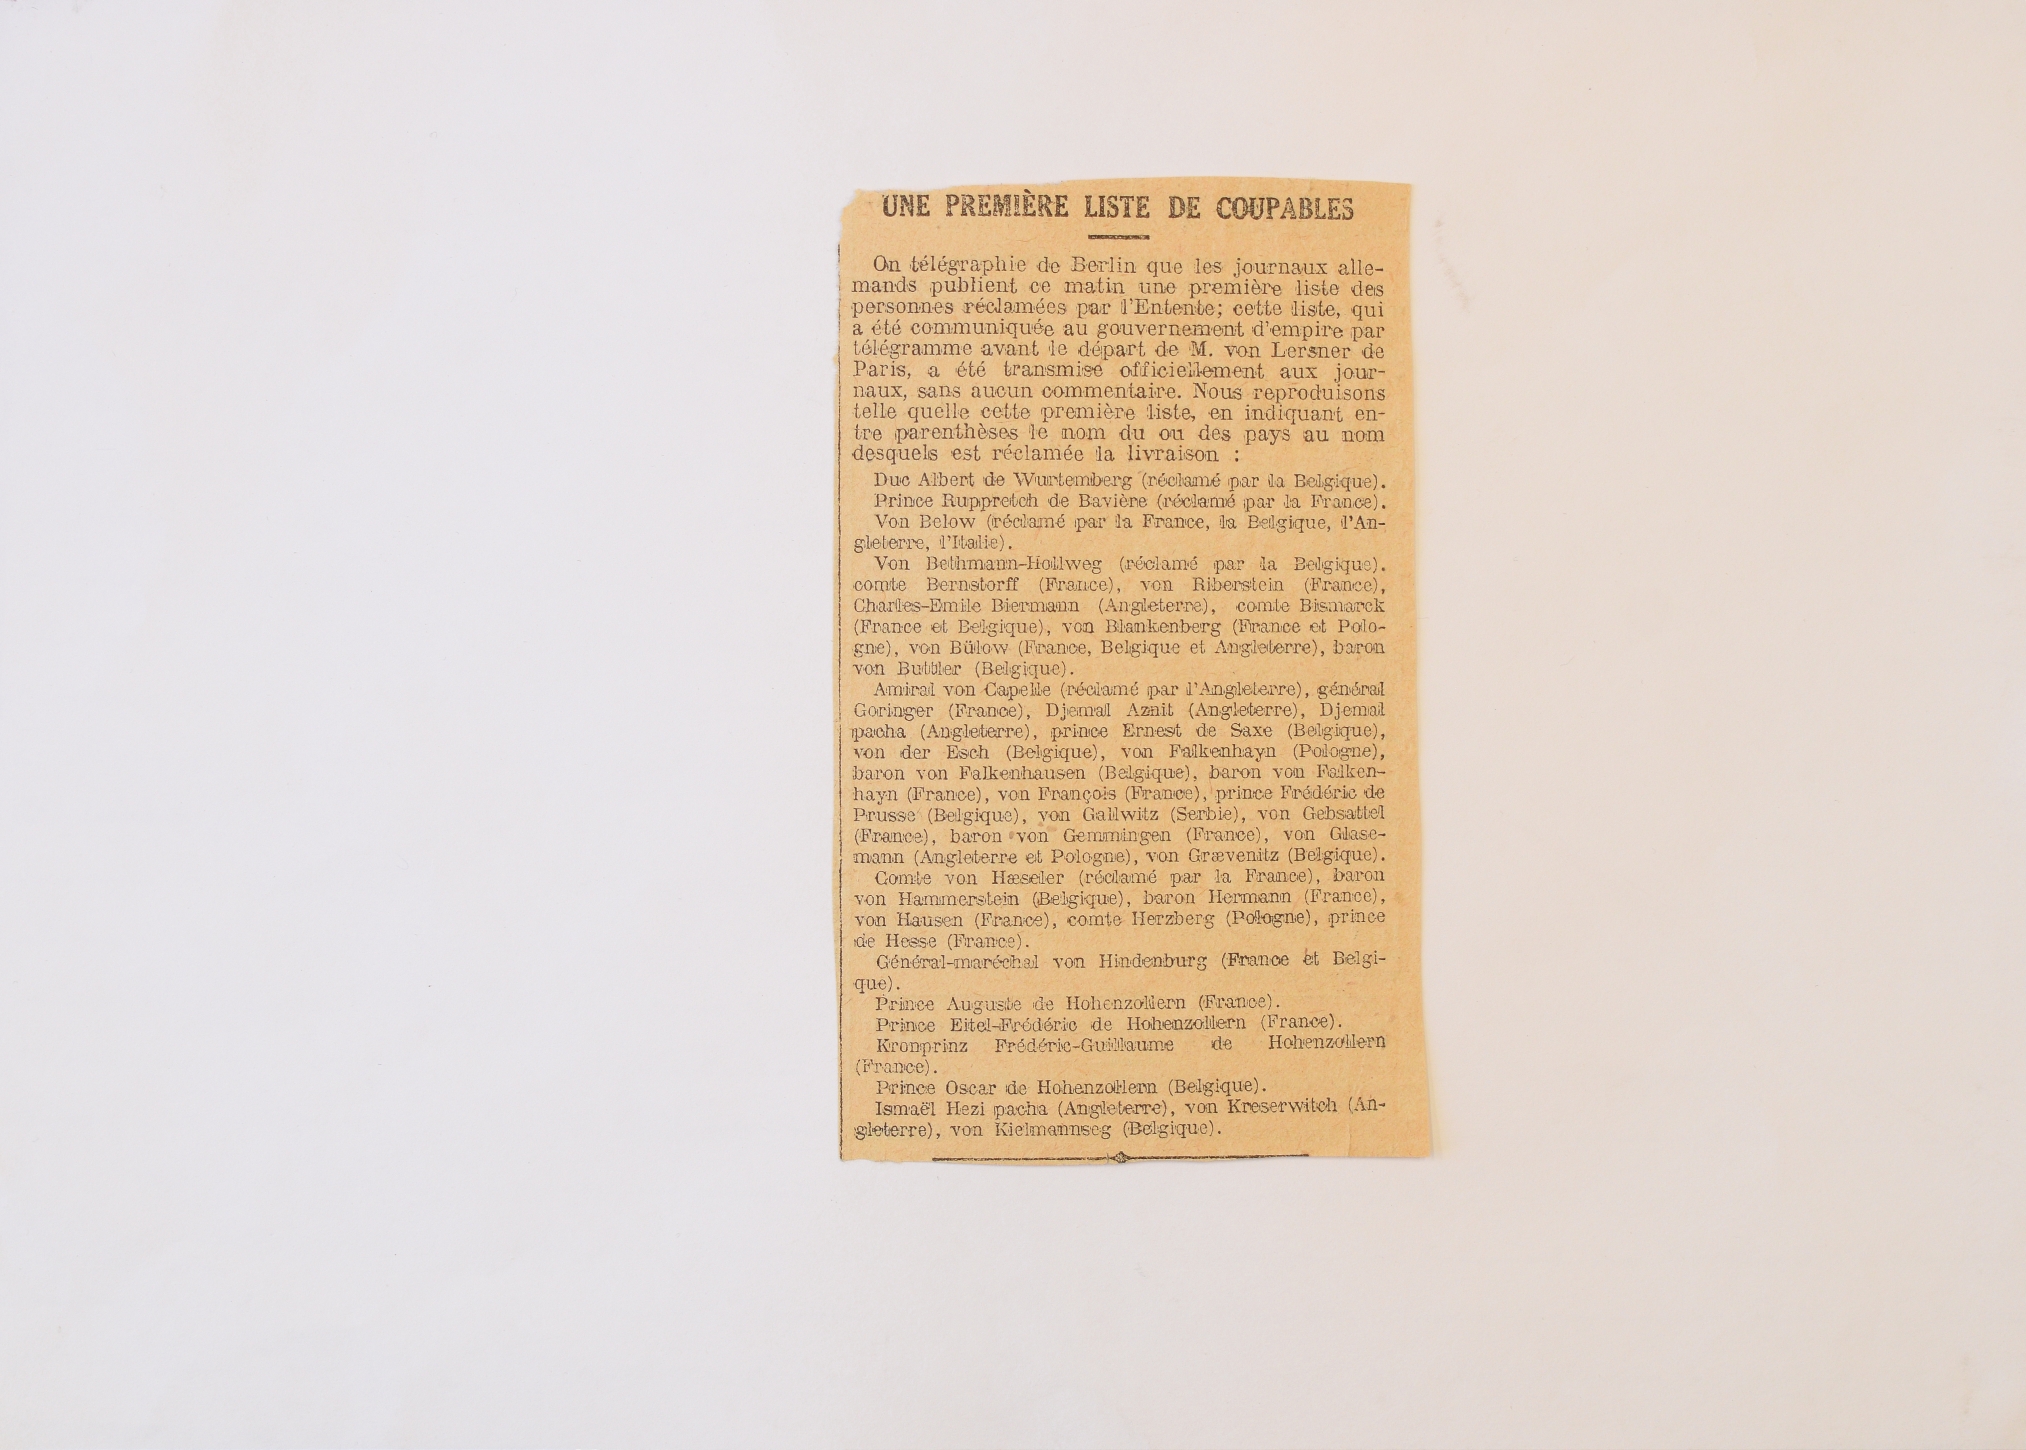 UNE PREMIÈRE LISTE DE COUPABLES
On télégraphie de Berlin que les journaux alle-
mands publient ce matin une première liste des
personnes réclamées par l'Entente; cette liste, qui
a été communiquée au gouvernement d'empire par
télégramme avant le départ de M. von Lersner de
Paris, a été transmise officiellement aux jour-
naux, sans aucun commentaire. Nous reproduisons
telle quelle cette première liste, en indiquant en-
tre parenthèses le nom du ou des pays au nom
desquels est réclamée la livraison :
Duc Albert de Wurtemberg (réclamé par la Belgique).
Prince Ruppretch de Bavière (réclamé par la France).
Von Below (réclamé par la France, la Belgique, l'An-
gleterre, l'Italie).
Von Bethmann-Hollweg (réclamé par la Belgique).
comte Bernstorff (France), von Riberstein (France),
Charles-Emile Biermann (Angleterre), comte Bismarck
(France et Belgique), von Blankenberg (France et Polo-
gne), von Bülow (France, Belgique et Angleterre), baron
von Buttler (Belgique).
Amiral von Capelle (réclamé par l'Angleterre), général
Goringer (France), Djemal Aznit (Angleterre), Djemal
pacha (Angleterre), prince Ernest de Saxe (Belgique),
von der Esch (Belgique), von Falkenhayn (Pologne),
baron von Falkenhausen (Belgique), baron von Falken-
hayn (France), von François (France), prince Frédéric de
Prusse (Belgique), von Gallwitz (Serbie), von Gebsattel
(France), baron von Gemmingen (France), von Glase-
mann (Angleterre et Pologne), von Grævenitz (Belgique).
Comte von Hæseler (réclamé par la France), baron
von Hammerstein (Belgique), baron Hermann (France),
von Hausen (France), comte Herzberg (Pologne), prince
de Hesse (France).
Général-maréchal von Hindenburg (France et Belgi-
que).
Prince Auguste de Hohenzollern (France).
Prince Eitel-Frédéric de Hohenzollern (France).
Kronprinz Frédéric-Guillaume de Hohenzollern
(France).
Prince Oscar de Hohenzollern (Belgique).
Ismaël Hezi pacha (Angleterre), von Kreserwitch (An-
gleterre), von Kielmannseg (Belgique).